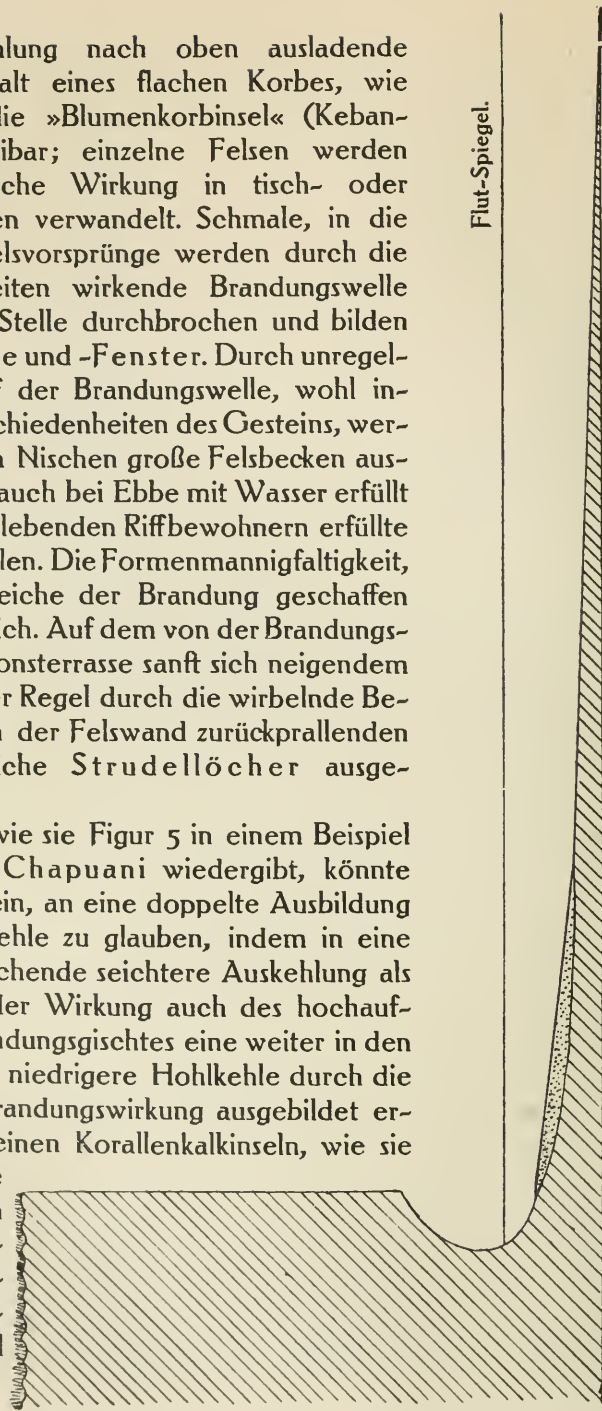 hlung nach oben ausladende
alt eines flachen Korbes, wie
die »Blumenkorbinsel« (Keban-
ibar; einzelne Felsen werden
che Wirkung in tisch- oder
en verwandelt. Schmale, in die
elsvorsprünge werden durch die
eiten wirkende Brandungswelle
Stelle durchbrochen und bilden
e und -Fenster. Durch unregel-
f der Brandungswelle, wohl in-
chiedenheiten des Gesteins, wer-
n Nischen große Felsbecken aus-
auch bei Ebbe mit Wasser erfüllt
lebenden Riffbewohnern erfüllte
len. Die Formenmannigfaltigkeit,
eiche der Brandung geschaffen
ich. Auf dem von der Brandungs-
onsterrasse sanft sich neigendem
er Regel durch die wirbelnde Be-
n der Felswand zurückprallenden
che Strudellöcher ausge-
wie sie Figur 5 in einem Beispiel
Chapuani wiedergibt, könnte
ein, an eine doppelte Ausbildung
ehle zu glauben, indem in eine
chende seichtere Auskehlung als
der Wirkung auch des hochauf-
ndungsgischtes eine weiter in den
niedrigere Hohlkehle durch die
randungswirkung ausgebildet er-
einen Korallenkalkinseln, wie sie
Flut-Spiegel.